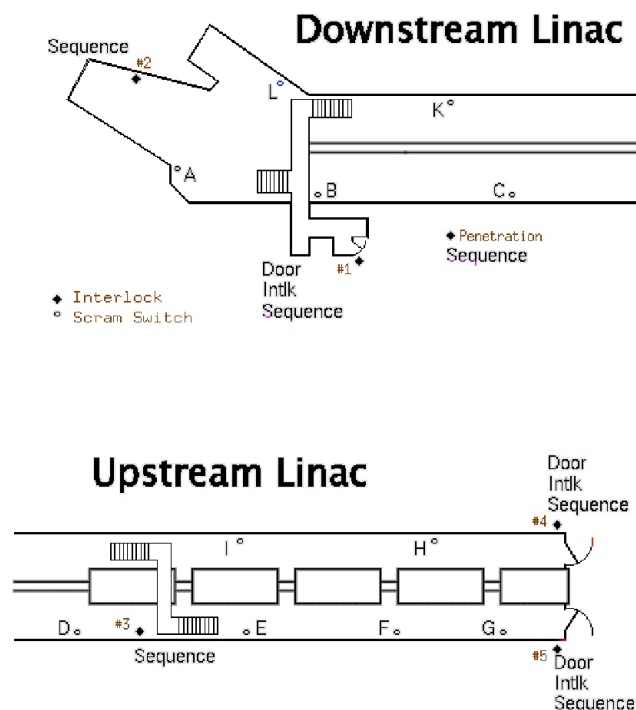 Downstream Linac
Sequence
#2
L
K
A
B
C
Penetration
Sequence
Door
Intlk
Sequence
#1
Interlock
Scram Switch
Upstream Linac
Door
Intlk
Sequence
#4
I
H
D
#3
E
F
G
Sequence
#5
Door
Intlk
Sequence